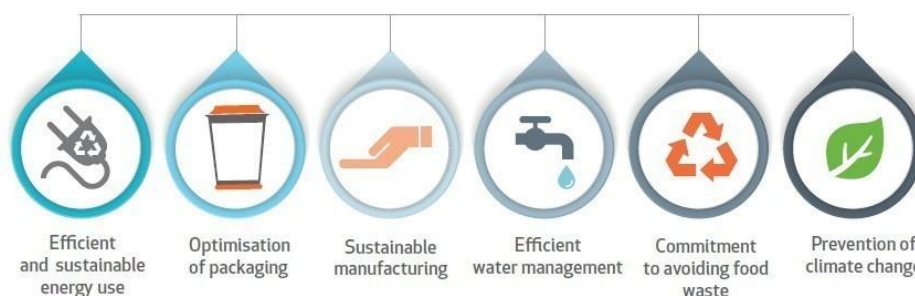 Efficient
and sustainable
energy use
Optimisation
of packaging
Sustainable
manufacturing
Efficient
water management
Commitment
to avoiding food
waste
Prevention of
climate change